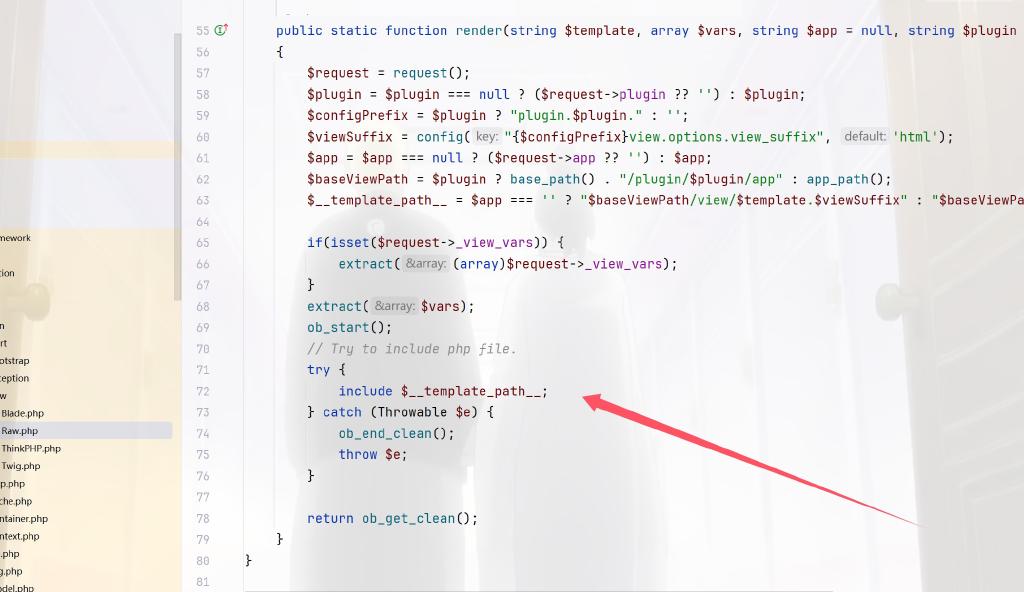 55 public static function render(string $template, array $vars, string $app = null, string $plugin
56 {
57 $request = request();
58 $plugin = $plugin === null ? ($request->plugin ?? '') : $plugin;
59 $configPrefix = $plugin ? "plugin.$plugin." : '';
60 $viewSuffix = config( key: "{$configPrefix}view.options.view_suffix", default: 'html');
61 $app = $app === null ? ($request->app ?? '') : $app;
62 $baseViewPath = $plugin ? base_path() . "/plugin/$plugin/app" : app_path();
63 $__template_path__ = $app === '' ? "$baseViewPath/view/$template.$viewSuffix" : "$baseViewPa
64
65 if(isset($request->_view_vars)) {
66 extract( &array: (array)$request->_view_vars);
67 }
68 extract( &array: $vars);
69 ob_start();
70 // Try to include php file.
71 try {
72 include $__template_path__;
73 } catch (Throwable $e) {
74 ob_end_clean();
75 throw $e;
76 }
77
78 return ob_get_clean();
79 }
80 }
81
mework
tion
n
rt
otstrap
ception
w
Blade.php
Raw.php
ThinkPHP.php
Twig.php
p.php
che.php
ntainer.php
ntext.php
.php
g.php
odel.php